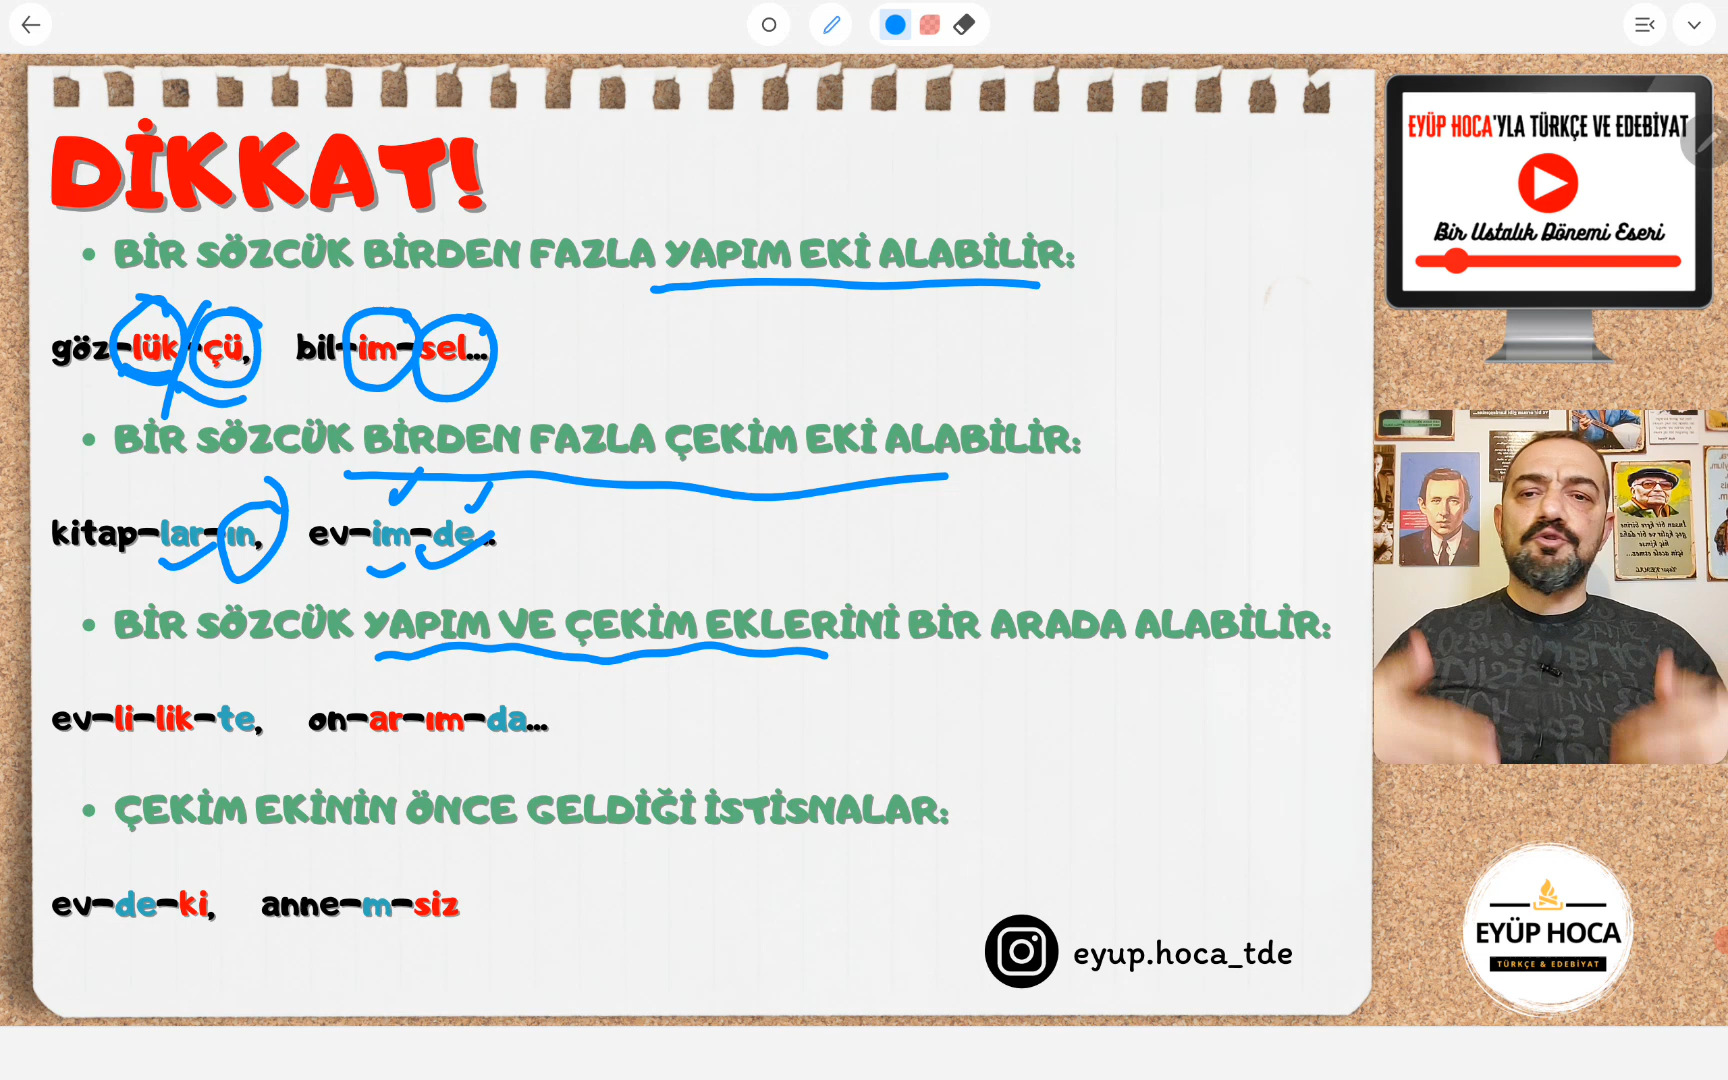 DİKKAT!
• BİR SÖZCÜK BİRDEN FAZLA YAPIM EKİ ALABİLİR:
göz-lük-çü, bil-im-sel...
• BİR SÖZCÜK BİRDEN FAZLA ÇEKİM EKİ ALABİLİR:
kitap-lar-ın, ev-im-de...
• BİR SÖZCÜK YAPIM VE ÇEKİM EKLERİNİ BİR ARADA ALABİLİR:
ev-li-lik-te, on-ar-ım-da...
• ÇEKİM EKİNİN ÖNCE GELDİĞİ İSTİSNALAR:
ev-de-ki, anne-m-siz
eyup.hoca_tde
EYÜP HOCA'YLA TÜRKÇE VE EDEBİYAT
Bir Ustalık Dönemi Eseri
EYÜP HOCA
TÜRKÇE & EDEBİYAT